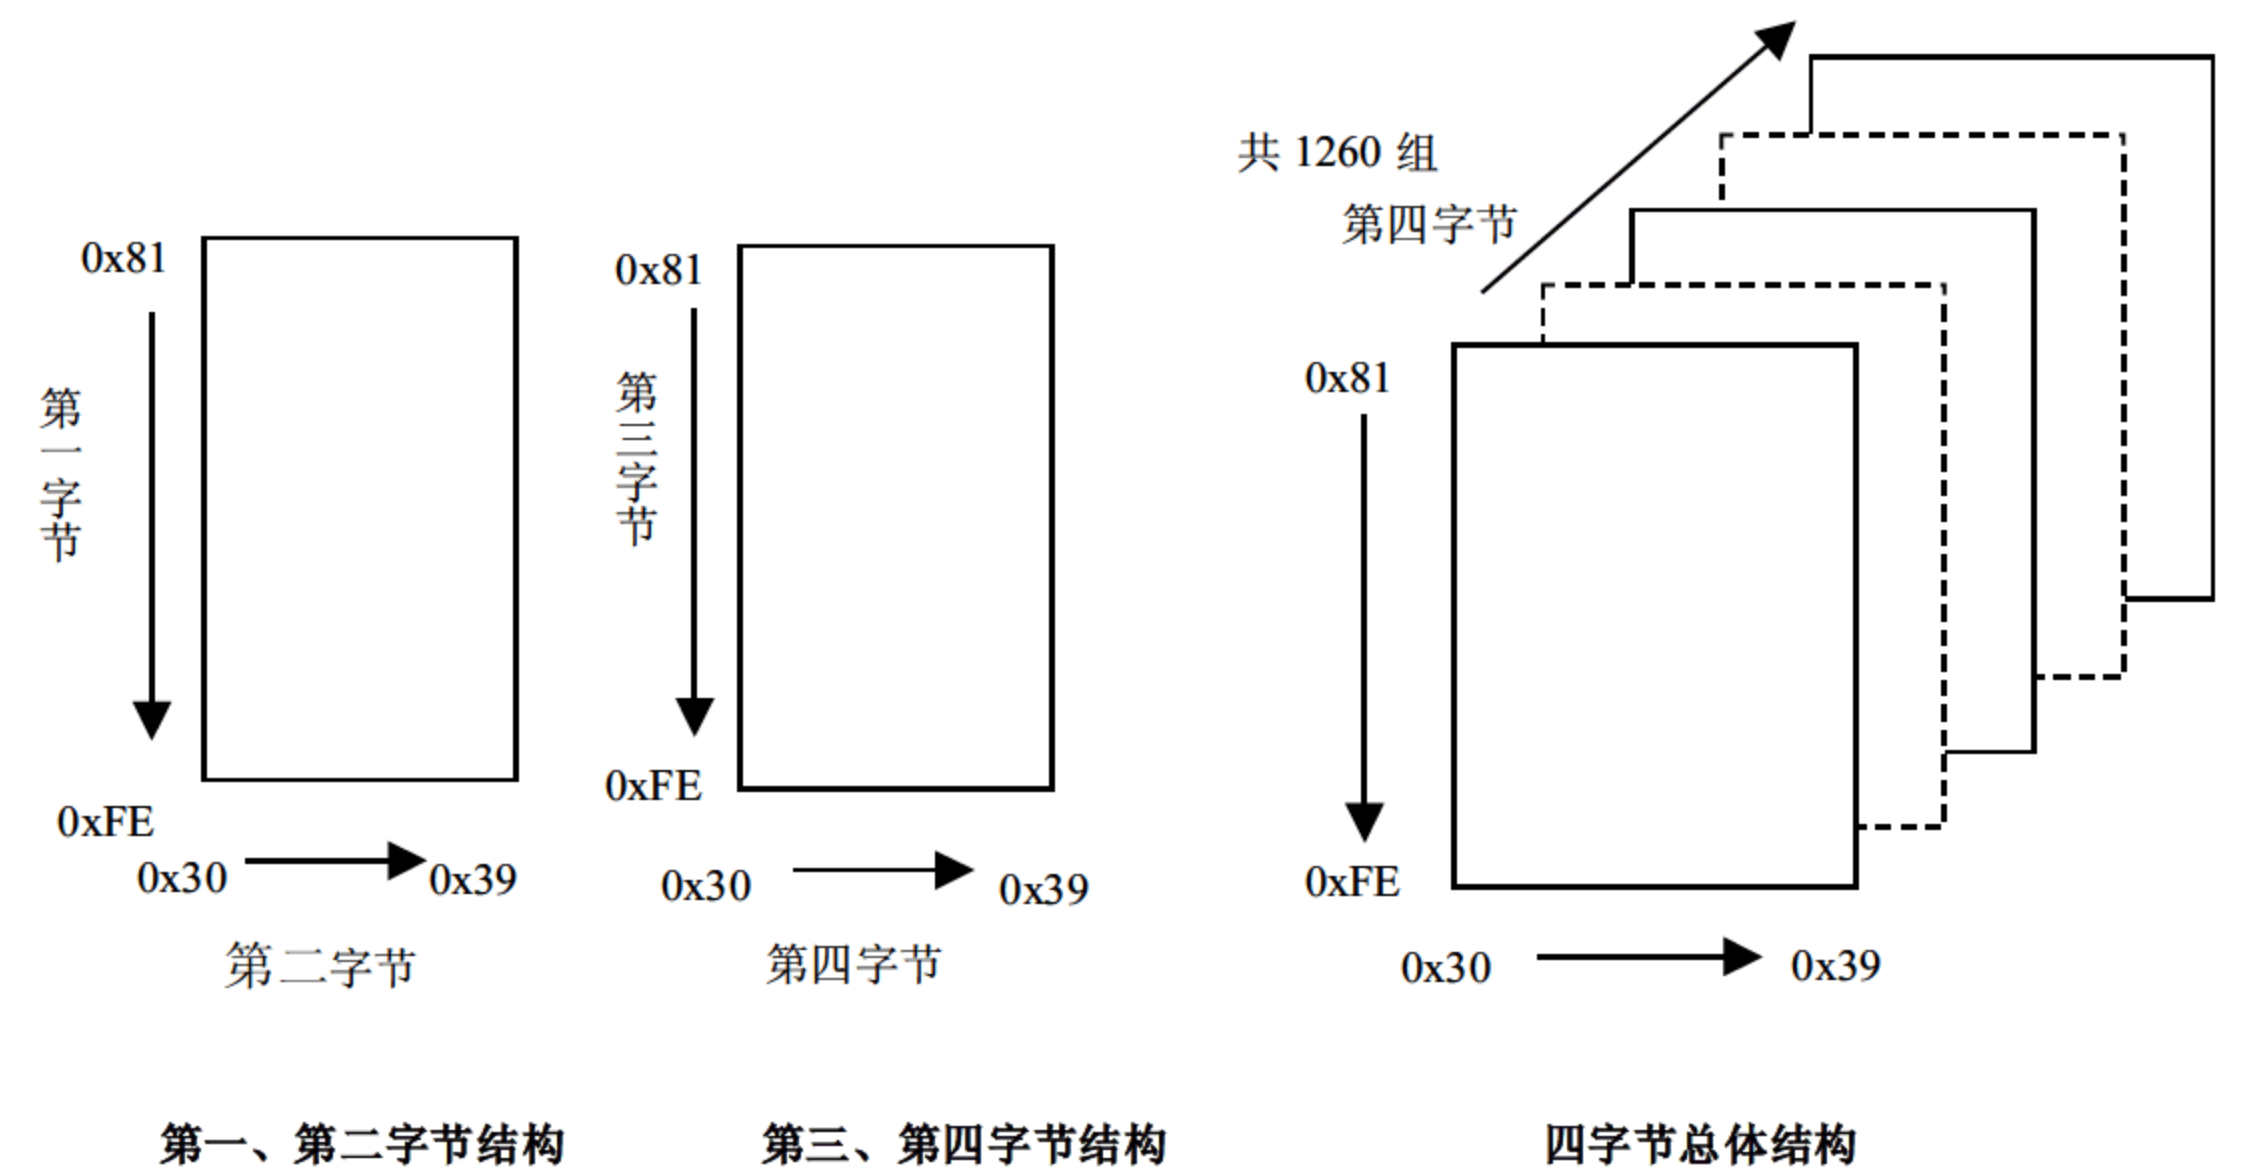 0x81
第一字节
0xFE
0x30
0x39
第二字节
第一、第二字节结构
0x81
第三字节
0xFE
0x30
0x39
第四字节
第三、第四字节结构
共 1260 组
第四字节
0x81
0xFE
0x30
0x39
四字节总体结构